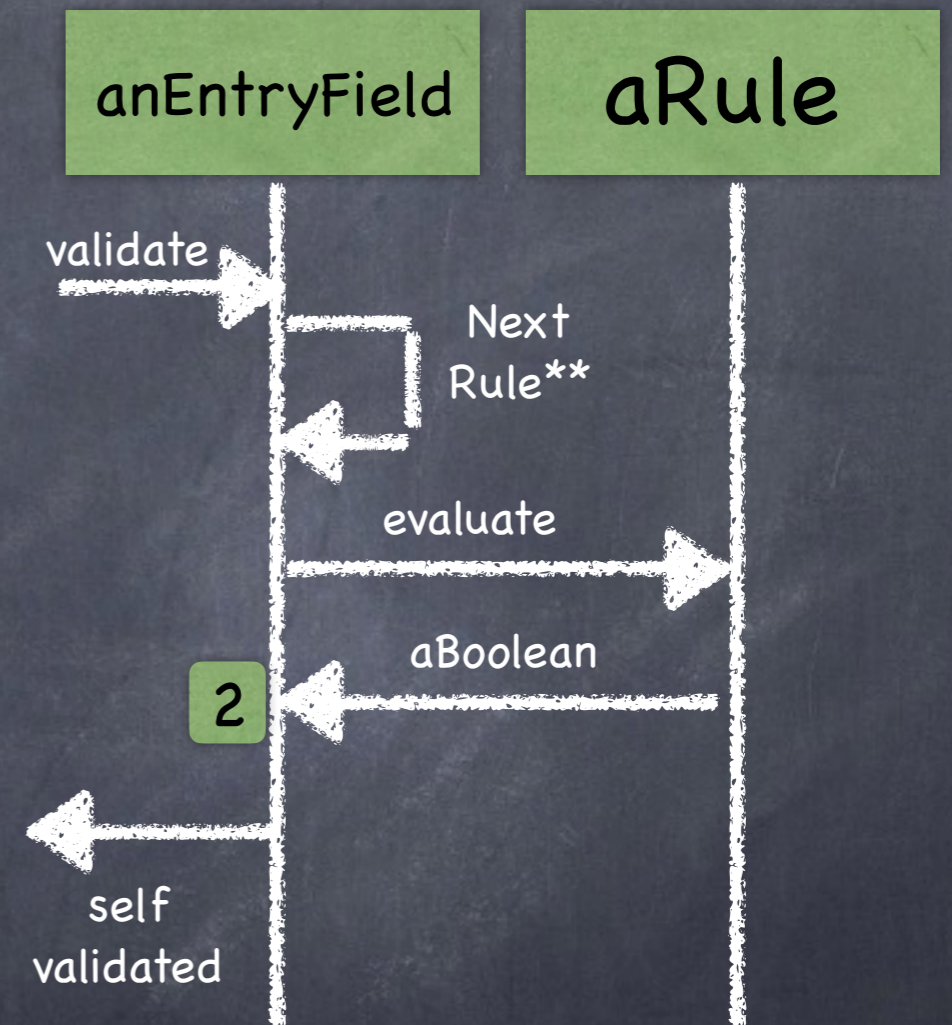 anEntryField
aRule
validate
Next
Rule**
evaluate
aBoolean
2
self
validated